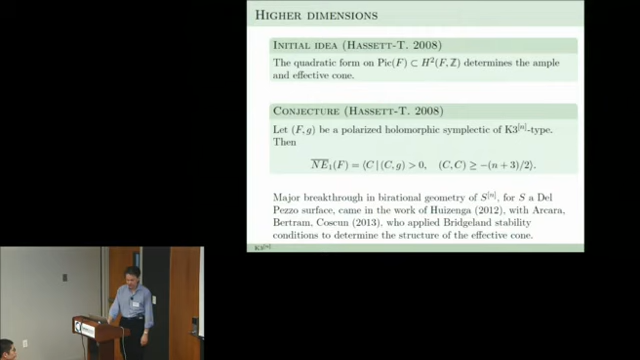 HIGHER DIMENSIONS
INITIAL IDEA (HASSETT-T. 2008)
The quadratic form on Pic(F) ⊂ H²(F, ℤ) determines the ample
and effective cone.
CONJECTURE (HASSETT-T. 2008)
Let (F, g) be a polarized holomorphic symplectic of K3^[n]-type.
Then
N̅E̅₁(F) = ⟨C | (C, g) > 0, (C, C) ≥ −(n + 3)/2⟩.
Major breakthrough in birational geometry of S^[n], for S a Del
Pezzo surface, came in the work of Huizenga (2012), with Arcara,
Bertram, Coscun (2013), who applied Bridgeland stability
conditions to determine the structure of the effective cone.
K3^[n]